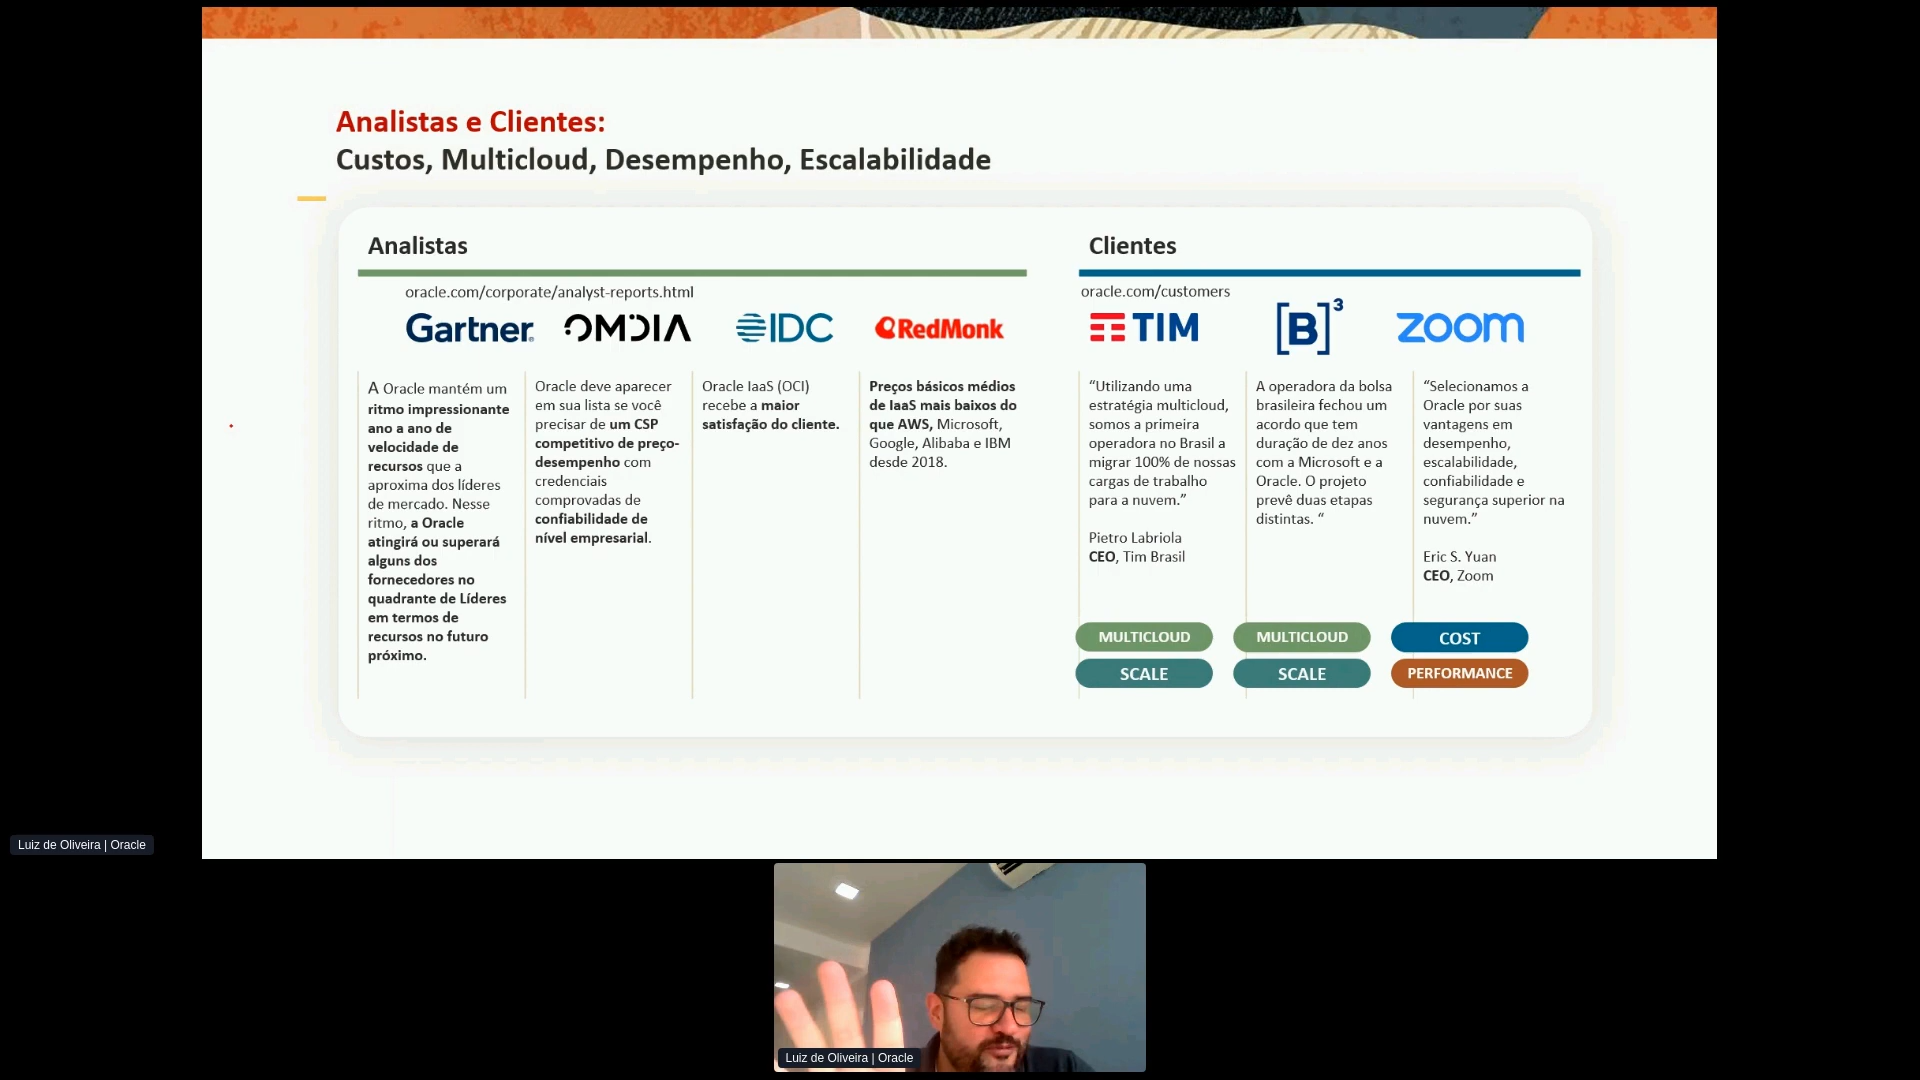 Analistas e Clientes:
Custos, Multicloud, Desempenho, Escalabilidade
Analistas
oracle.com/corporate/analyst-reports.html
Gartner
OMDIA
IDC
RedMonk
A Oracle mantém um
ritmo impressionante
ano a ano de
velocidade de
recursos que a
aproxima dos líderes
de mercado. Nesse
ritmo, a Oracle
atingirá ou superará
alguns dos
fornecedores no
quadrante de Líderes
em termos de
recursos no futuro
próximo.
Oracle deve aparecer
em sua lista se você
precisar de um CSP
competitivo de preço-
desempenho com
credenciais
comprovadas de
confiabilidade de
nível empresarial.
Oracle IaaS (OCI)
recebe a maior
satisfação do cliente.
Preços básicos médios
de IaaS mais baixos do
que AWS, Microsoft,
Google, Alibaba e IBM
desde 2018.
Clientes
oracle.com/customers
TIM
[B]³
zoom
“Utilizando uma
estratégia multicloud,
somos a primeira
operadora no Brasil a
migrar 100% de nossas
cargas de trabalho
para a nuvem.”
Pietro Labriola
CEO, Tim Brasil
MULTICLOUD
SCALE
A operadora da bolsa
brasileira fechou um
acordo que tem
duração de dez anos
com a Microsoft e a
Oracle. O projeto
prevê duas etapas
distintas. “
MULTICLOUD
SCALE
“Selecionamos a
Oracle por suas
vantagens em
desempenho,
escalabilidade,
confiabilidade e
segurança superior na
nuvem.”
Eric S. Yuan
CEO, Zoom
COST
PERFORMANCE
Luiz de Oliveira | Oracle
Luiz de Oliveira | Oracle